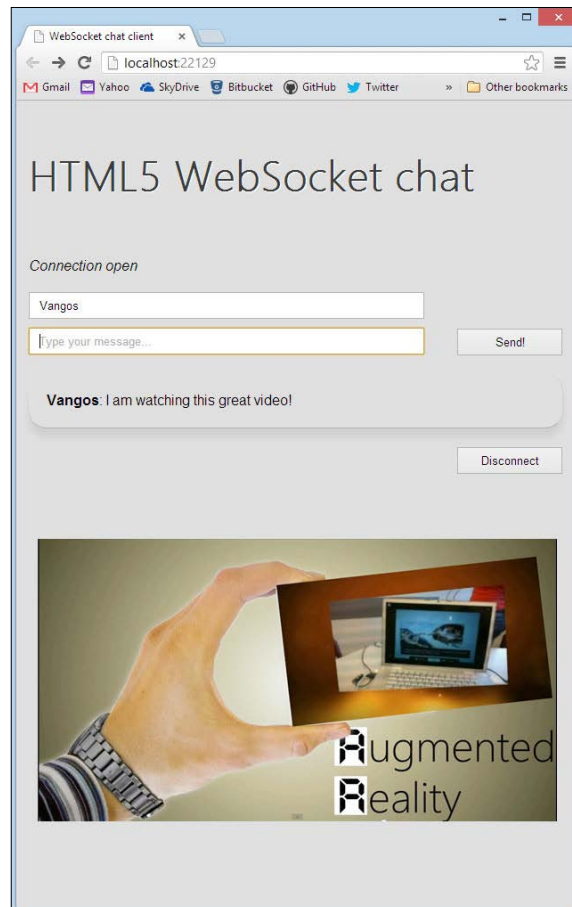 WebSocket chat client
localhost:22129
Gmail Yahoo SkyDrive Bitbucket GitHub Twitter » Other bookmarks
HTML5 WebSocket chat
Connection open
Vangos
Type your message...
Send!
Vangos: I am watching this great video!
Disconnect
Augmented
Reality